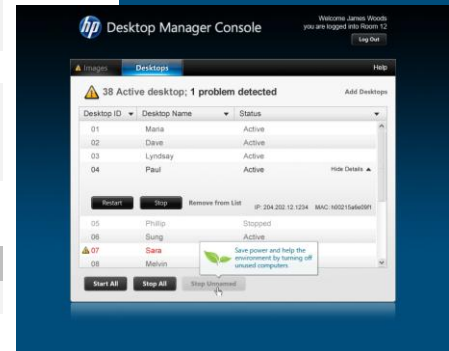 hp Desktop Manager Console
Welcome James Woods
you are logged into Room 12
Log Out
Images Desktops Help
38 Active desktop; 1 problem detected Add Desktops
Desktop ID Desktop Name Status
01 Maria Active
02 Dave Active
03 Lyndsay Active
04 Paul Active Hide Details
Restart Stop Remove from List IP: 204.202.12.1234 MAC:
05 Phillip Stopped
06 Sung Active
07 Sara
08 Melvin
Save power and help the
environment by turning off
unused computers.
Start All Stop All Stop Unnamed